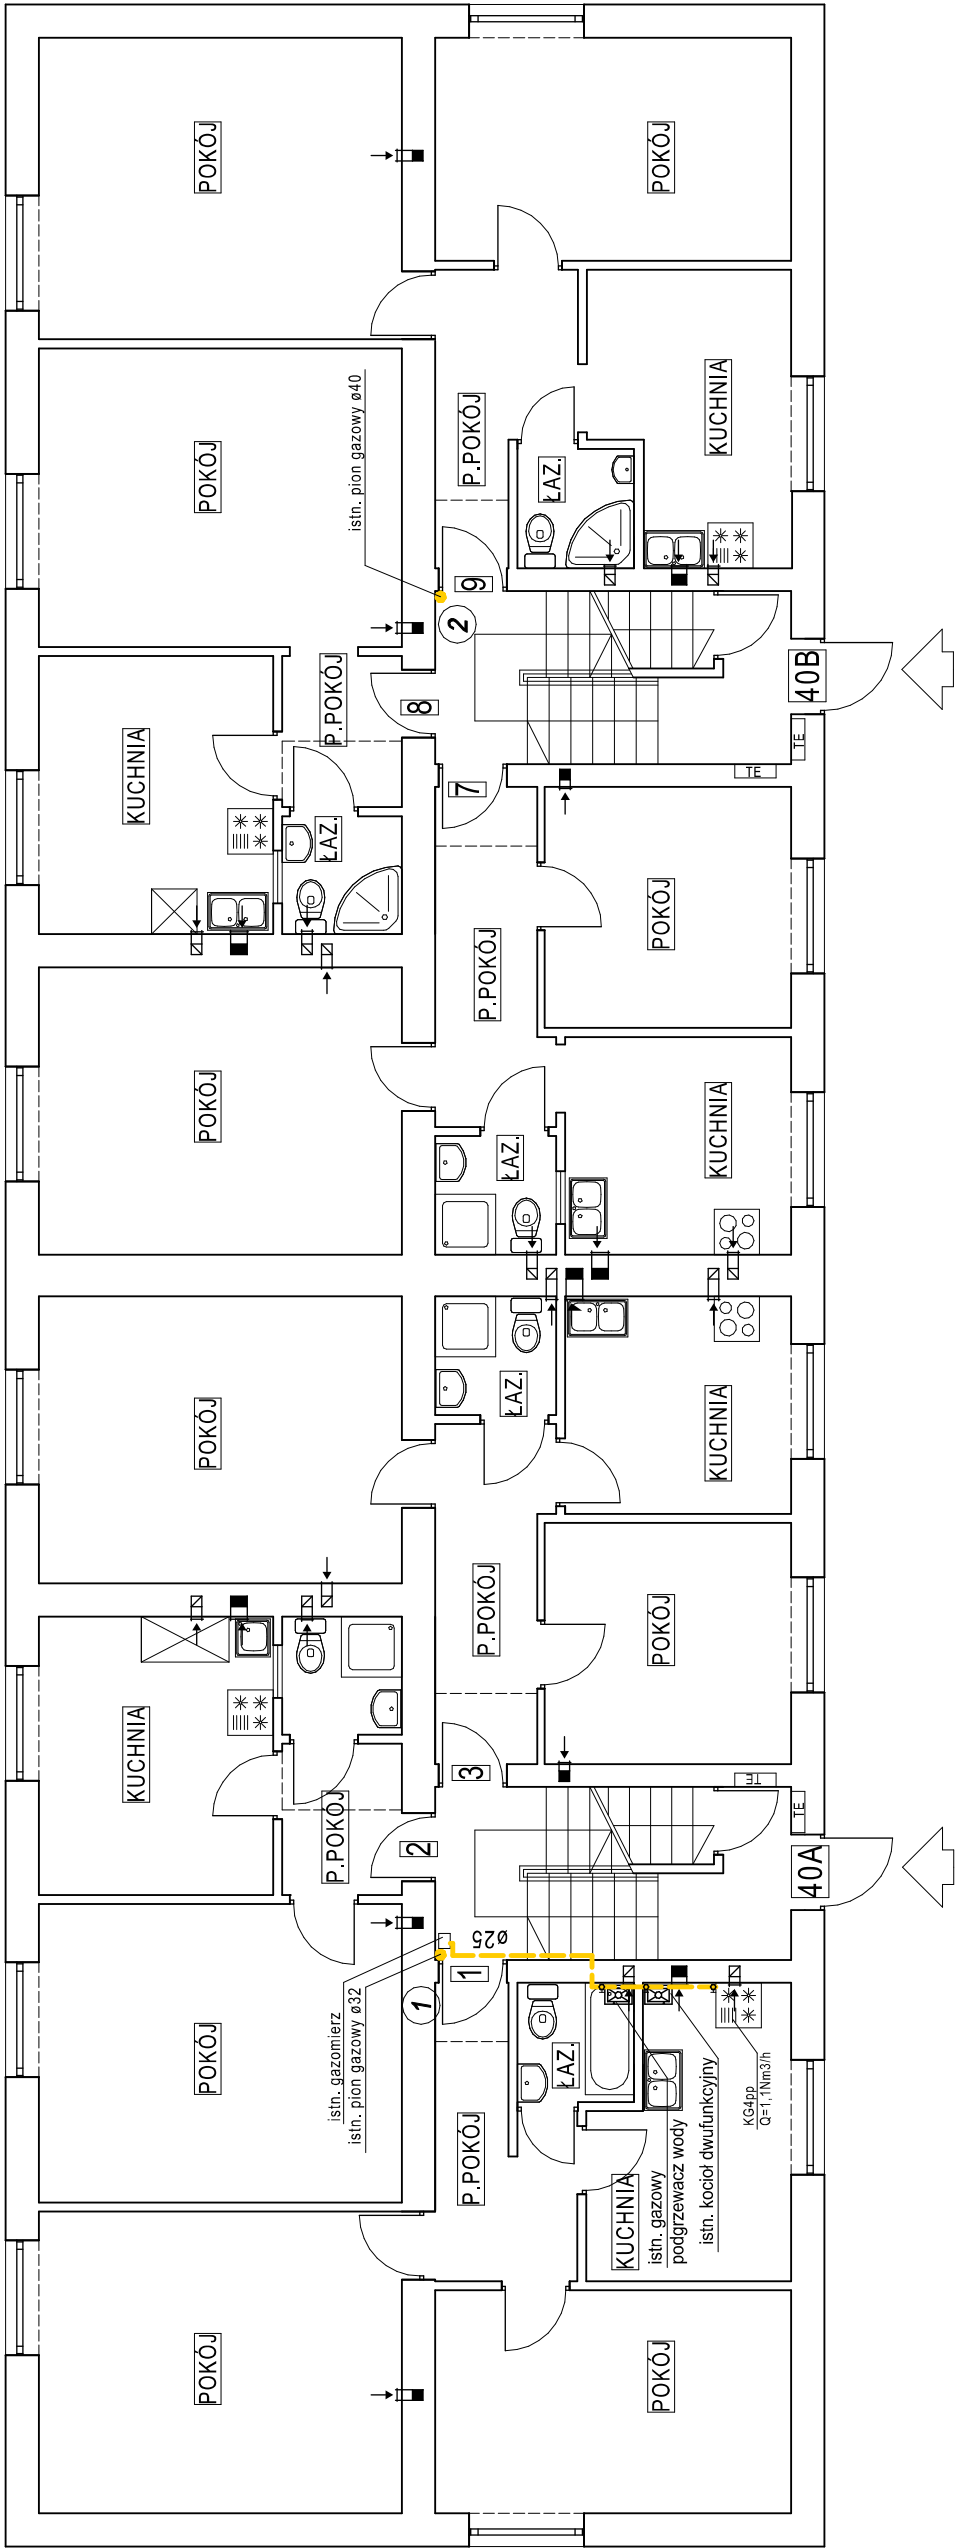 KUCHNIA
KUCHNIA
POKÓJ
POKÓJ
POKÓJ
POKÓJ
POKÓJ
POKÓJ
istn. gazomierz
istn. pion gazowy ø32
P.POKÓJ
ŁAZ.
P.POKÓJ
istn. pion gazowy ø40
1
2
8
P.POKÓJ
1
ø25
3
P.POKÓJ
P.POKÓJ
7
2
9
P.POKÓJ
ŁAZ.
ŁAZ.
ŁAZ.
ŁAZ.
KUCHNIA
istn. gazowy
podgrzewacz wody
istn. kocioł dwufunkcyjny
POKÓJ
POKÓJ
POKÓJ
POKÓJ
KUCHNIA
KUCHNIA
KUCHNIA
KG4pp
Q=1,1Nm3/h
TE
TE
40A
TE
TE
40B